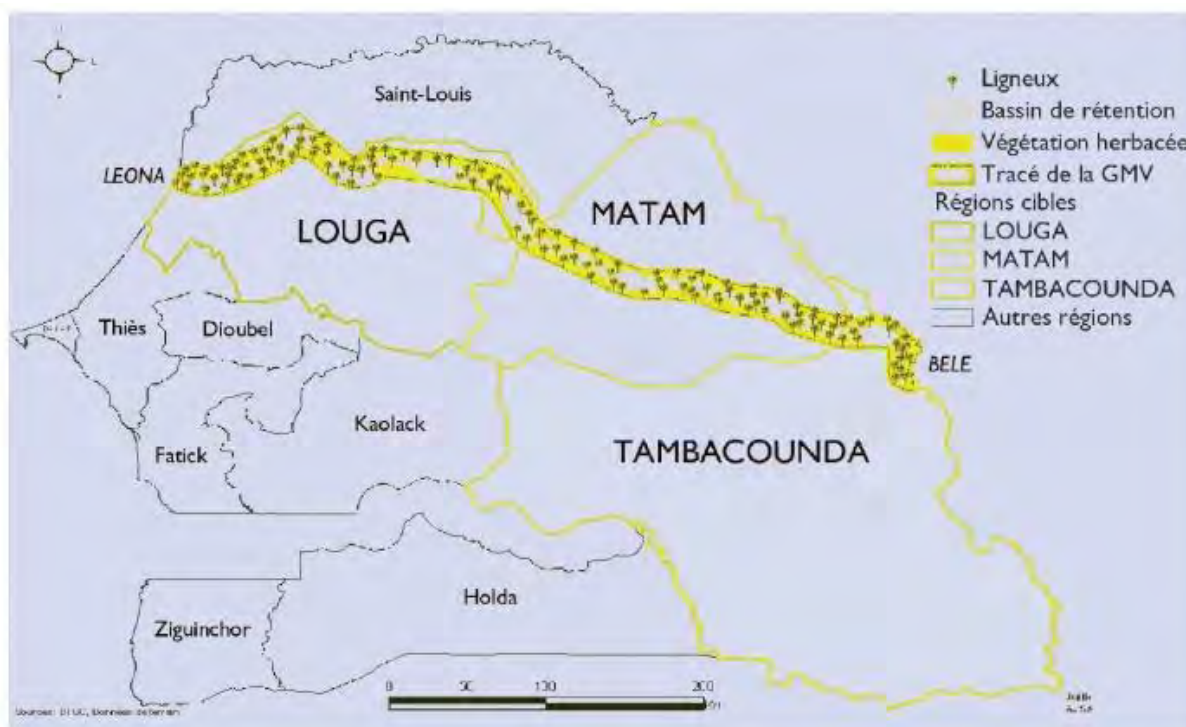 Saint-Louis
LEONA
LOUGA
MATAM
Thiès
Dioubel
BELE
Kaolack
TAMBACOUNDA
Fatick
Holda
Ziguinchor
Ligneux
Bassin de rétention
Végétation herbacée
Tracé de la GMV
Régions cibles
LOUGA
MATAM
TAMBACOUNDA
Autres régions
0 50 100 200
Sources: